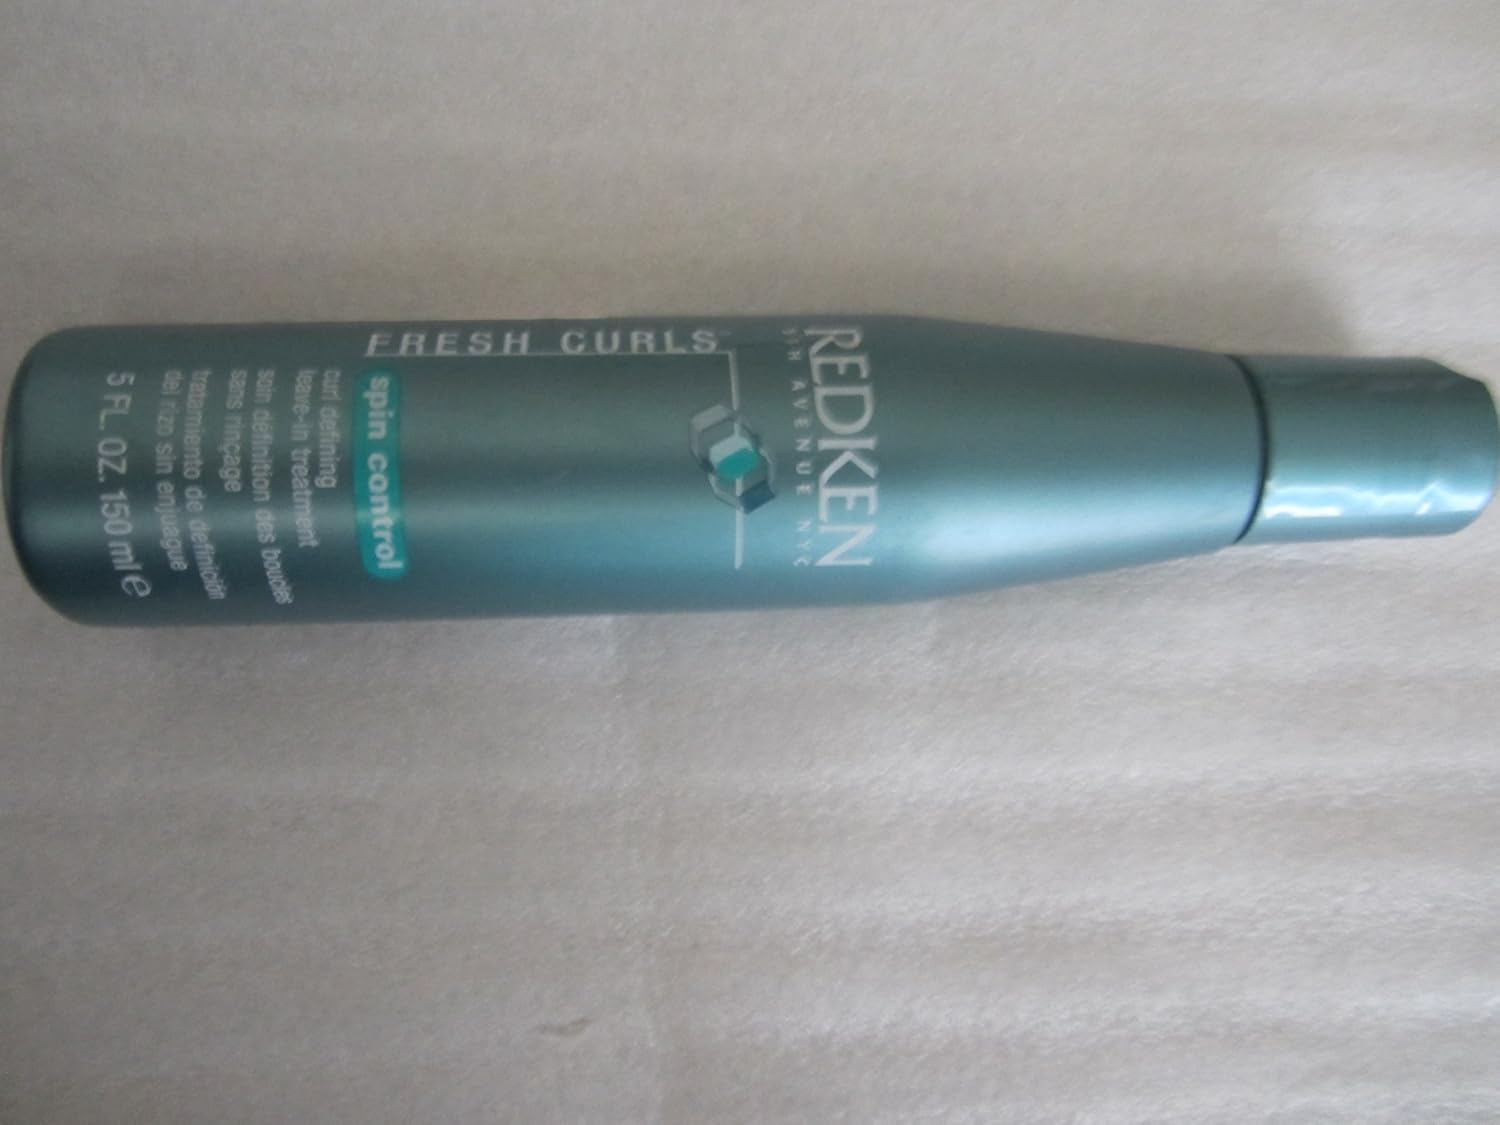 REDKEN
5TH AVENUE NYC
FRESH CURLS
spin control
curl defining
leave-in treatment
soin définition des boucles
sans rinçage
tratamiento de definición
del rizo sin enjuague
5 FL. OZ. 150 ml e